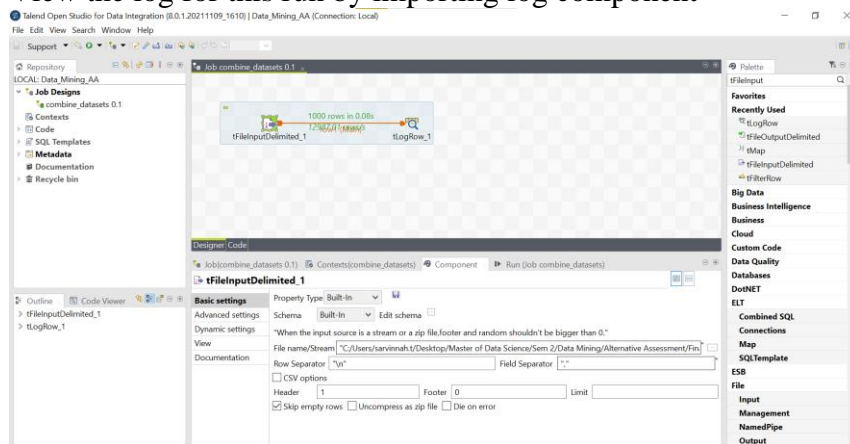 View the log for this run by importing log component
Talend Open Studio for Data Integration (8.0.1.20211109_1610) | Data_Mining_AA (Connection: Local)
File Edit View Search Window Help
Support
Repository
LOCAL: Data_Mining_AA
Job Designs
combine_datasets 0.1
Contexts
Code
SQL Templates
Metadata
Documentation
Recycle bin
Outline
Code Viewer
tFileInputDelimited_1
tLogRow_1
Job combine_datasets 0.1
1000 rows in 0.08s
row1 (Main)
tFileInputDelimited_1
tLogRow_1
Designer Code
Job(combine_datasets 0.1) Contexts(combine_datasets) Component Run (Job combine_datasets)
tFileInputDelimited_1
Basic settings
Advanced settings
Dynamic settings
View
Documentation
Property Type Built-In
Schema Built-In Edit schema
"When the input source is a stream or a zip file,footer and random shouldn't be bigger than 0."
File name/Stream "C:/Users/sarvinnah.t/Desktop/Master of Data Science/Sem 2/Data Mining/Alternative Assessment/Fin
Row Separator "\n" Field Separator ","
CSV options
Header 1 Footer 0 Limit
Skip empty rows Uncompress as zip file Die on error
Palette
tFileInput
Favorites
Recently Used
tLogRow
tFileOutputDelimited
tMap
tFileInputDelimited
tFilterRow
Big Data
Business Intelligence
Business
Cloud
Custom Code
Data Quality
Databases
DotNET
ELT
Combined SQL
Connections
Map
SQLTemplate
ESB
File
Input
Management
NamedPipe
Output